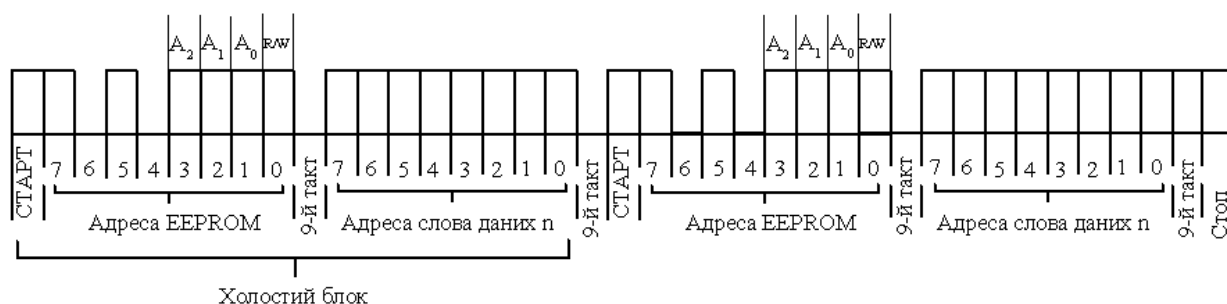 A₂ A₁ A₀ R/W A₂ A₁ A₀ R/W
СТАРТ 7 6 5 4 3 2 1 0 9-й такт 7 6 5 4 3 2 1 0 9-й такт СТАРТ 7 6 5 4 3 2 1 0 9-й такт 7 6 5 4 3 2 1 0 9-й такт Стоп
Адреса EEPROM Адреса слова даних n Адреса EEPROM Адреса слова даних n
Холостий блок